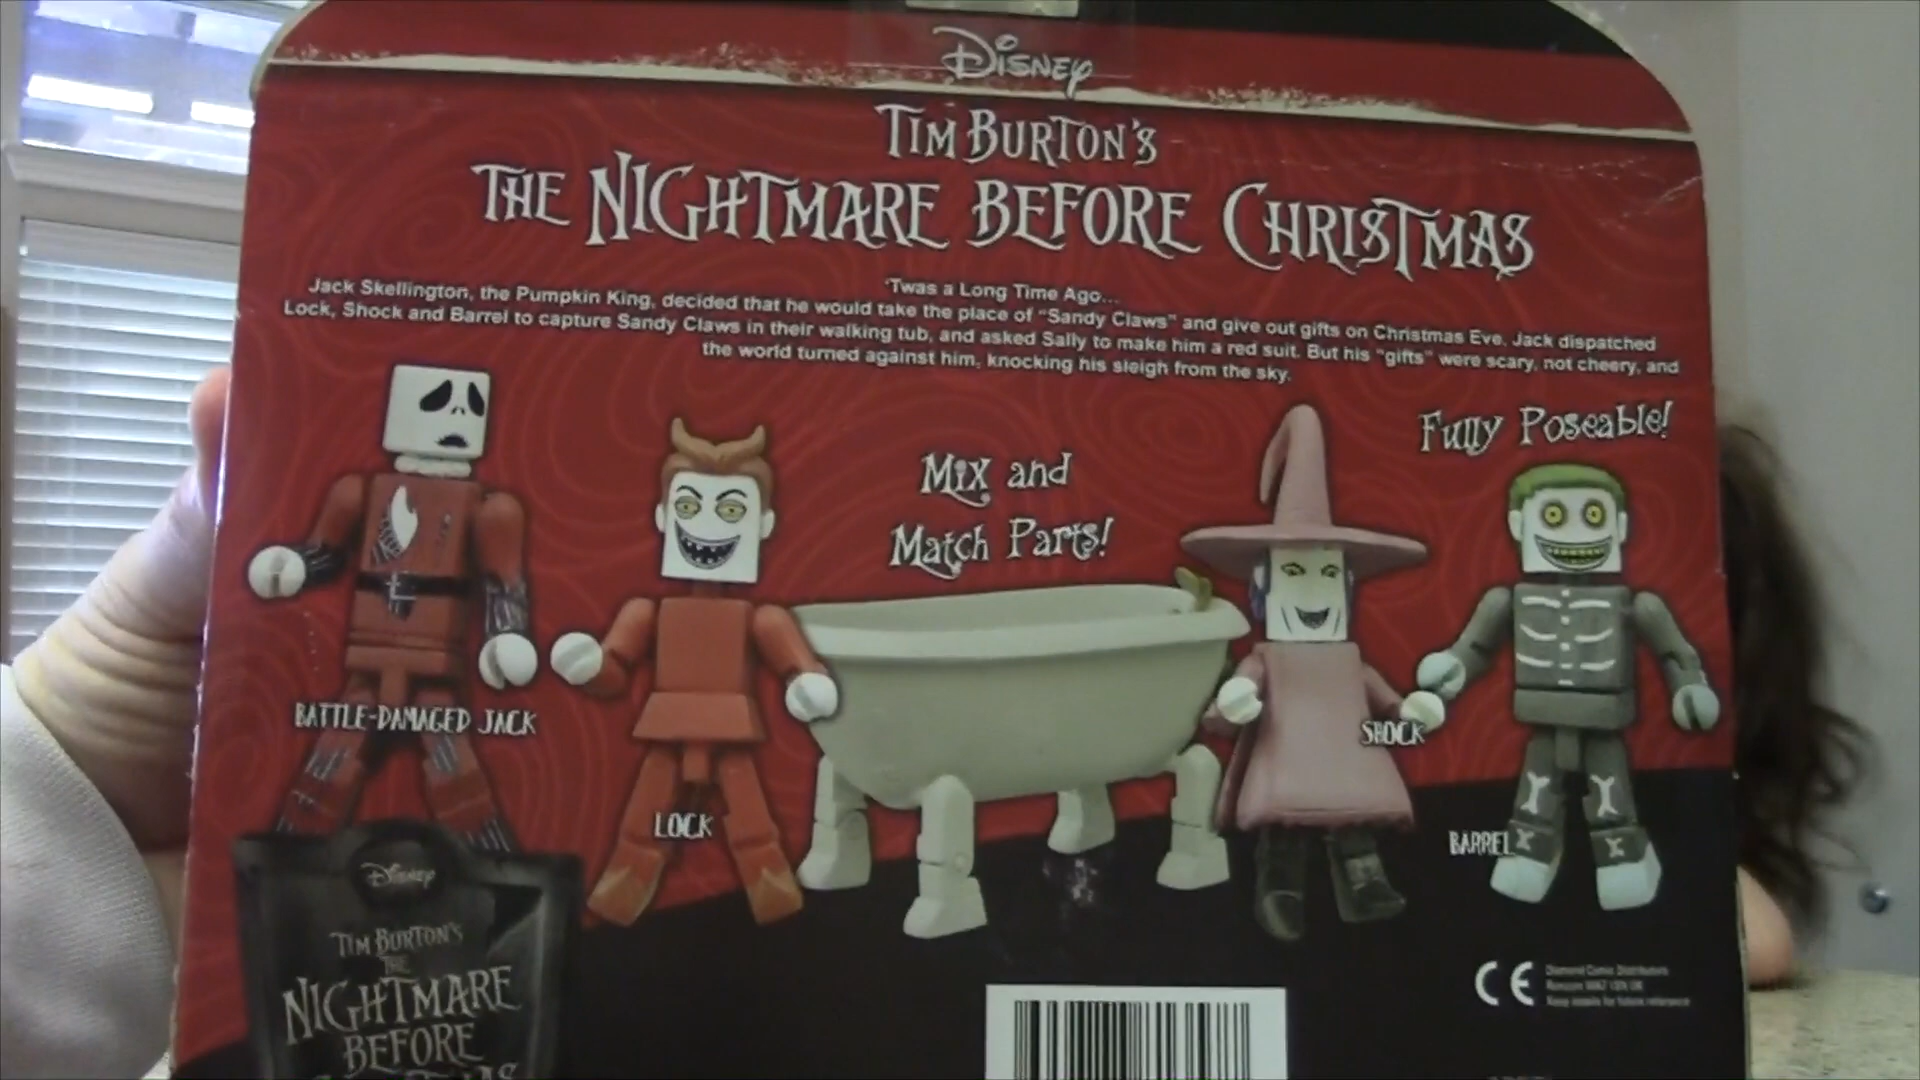 Disney
TIM BURTON'S
THE NIGHTMARE BEFORE CHRISTMAS
'Twas a Long Time Ago...
Jack Skellington, the Pumpkin King, decided that he would take the place of "Sandy Claws" and give out gifts on Christmas Eve. Jack dispatched
Lock, Shock and Barrel to capture Sandy Claws in their walking tub, and asked Sally to make him a red suit. But his "gifts" were scary, not cheery, and
the world turned against him, knocking his sleigh from the sky.
Fully Poseable!
Mix and
Match Parts!
BATTLE-DAMAGED JACK
LOCK
SHOCK
BARREL
Disney
TIM BURTON'S
THE
NIGHTMARE
BEFORE
CE
Diamond Comic Distributors